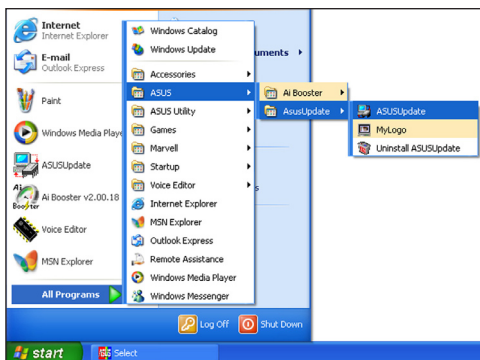 Internet
Internet Explorer
E-mail
Outlook Express
Paint
Windows Media Playe
ASUSUpdate
Ai Booster v2.00.18
Voice Editor
MSN Explorer
All Programs
Windows Catalog
Windows Update
Accessories
ASUS
ASUS Utility
Games
Marvell
Startup
Voice Editor
Internet Explorer
MSN Explorer
Outlook Express
Remote Assistance
Windows Media Player
Windows Messenger
uments
s
Ai Booster
AsusUpdate
ASUSUpdate
MyLogo
Uninstall ASUSUpdate
Log Off
Shut Down
start
Select